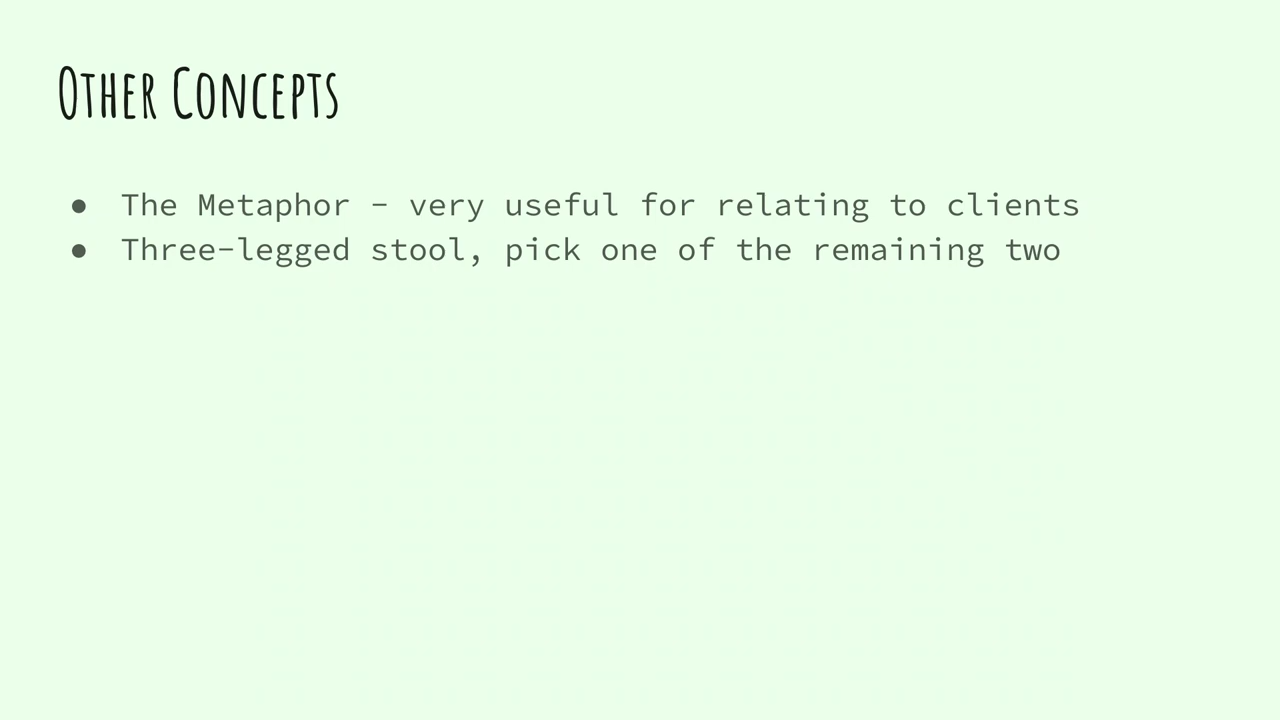 Other Concepts
● The Metaphor - very useful for relating to clients
● Three-legged stool, pick one of the remaining two